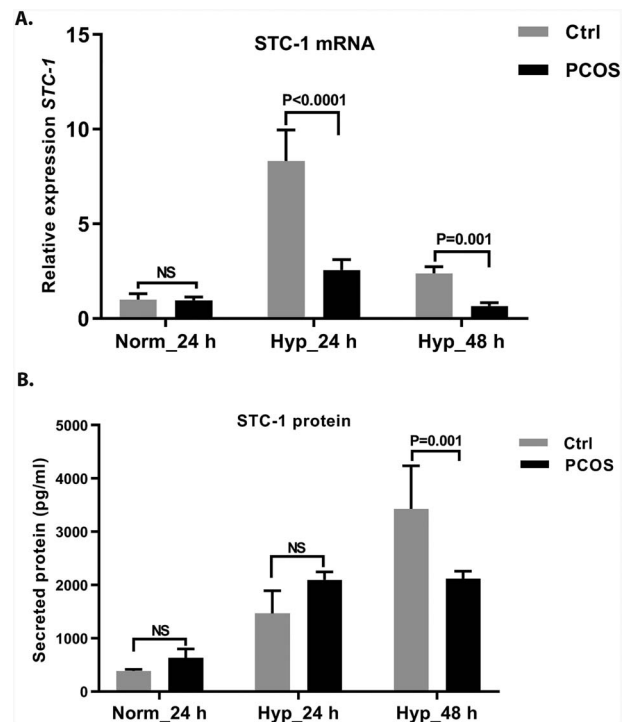 A.
STC-1 mRNA
Ctrl
PCOS
Relative expression STC-1
15
10
5
0
NS
P<0.0001
P=0.001
Norm_24 h Hyp_24 h Hyp_48 h
B.
STC-1 protein
Ctrl
PCOS
Secreted protein (pg/ml)
5000
4000
3000
2000
1000
0
NS
NS
P=0.001
Norm_24 h Hyp_24 h Hyp_48 h